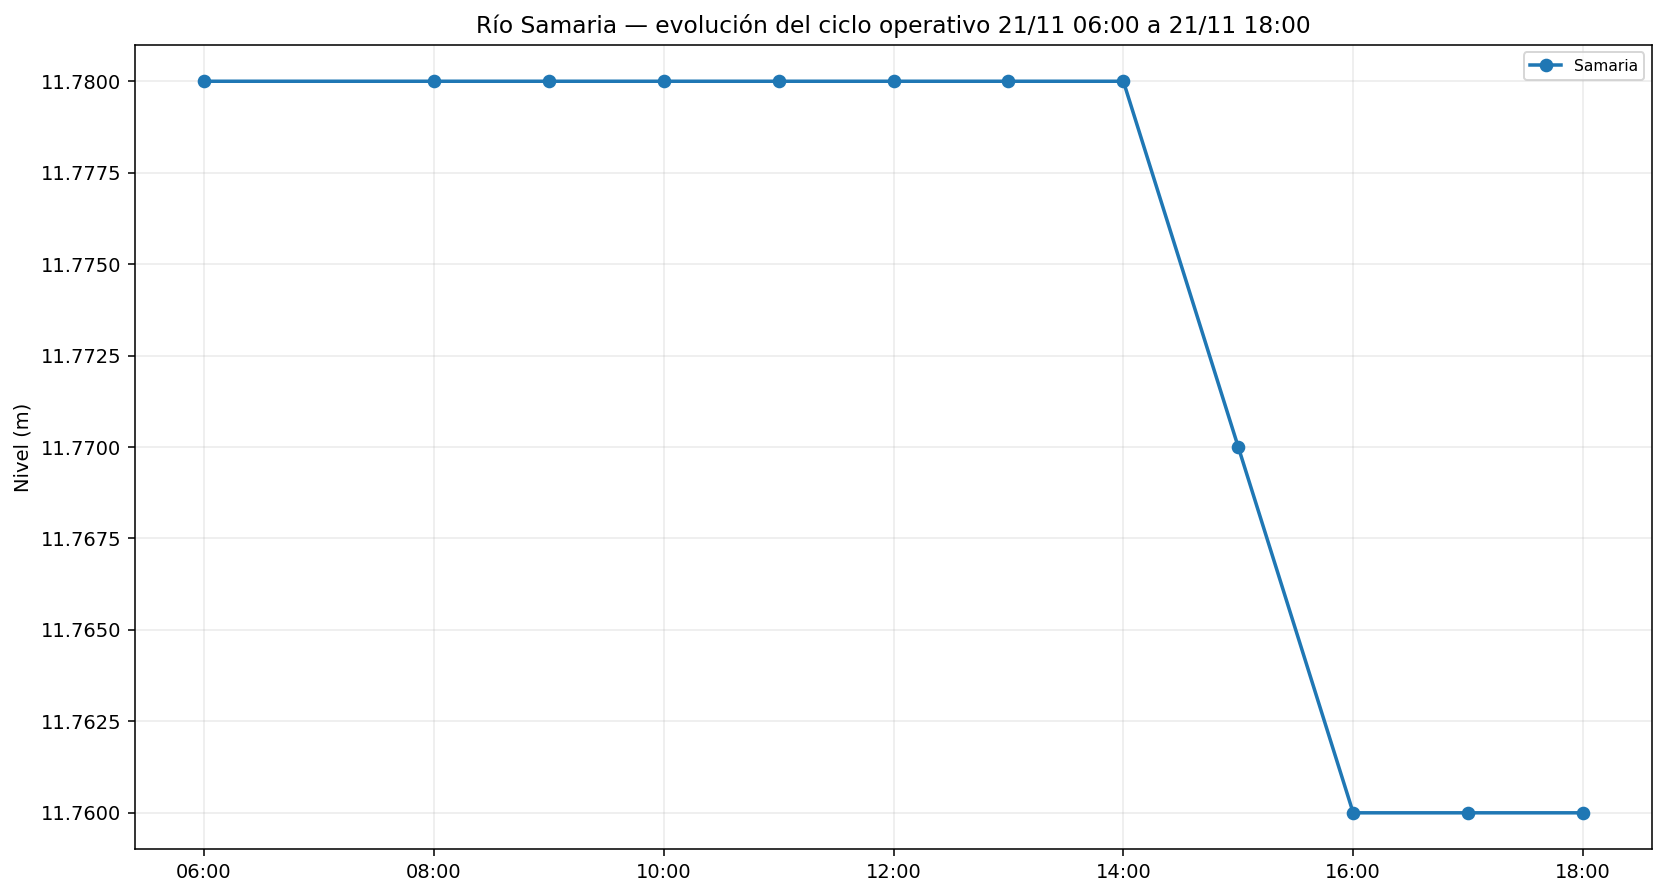 Río Samaria — evolución del ciclo operativo 21/11 06:00 a 21/11 18:00
Samaria
Nivel (m)
11.7800
11.7775
11.7750
11.7725
11.7700
11.7675
11.7650
11.7625
11.7600
06:00 08:00 10:00 12:00 14:00 16:00 18:00